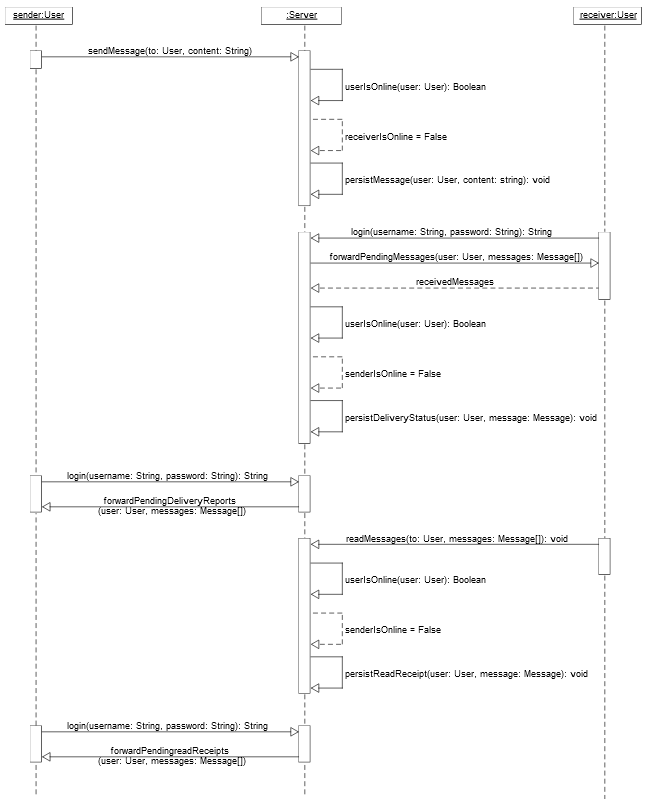 sender:User
:Server
receiver:User
sendMessage(to: User, content: String)
userIsOnline(user: User): Boolean
receiverIsOnline = False
persistMessage(user: User, content: string): void
login(username: String, password: String): String
forwardPendingMessages(user: User, messages: Message[])
receivedMessages
userIsOnline(user: User): Boolean
senderIsOnline = False
persistDeliveryStatus(user: User, message: Message): void
login(username: String, password: String): String
forwardPendingDeliveryReports
(user: User, messages: Message[])
readMessages(to: User, messages: Message[]): void
userIsOnline(user: User): Boolean
senderIsOnline = False
persistReadReceipt(user: User, message: Message): void
login(username: String, password: String): String
forwardPendingreadReceipts
(user: User, messages: Message[])